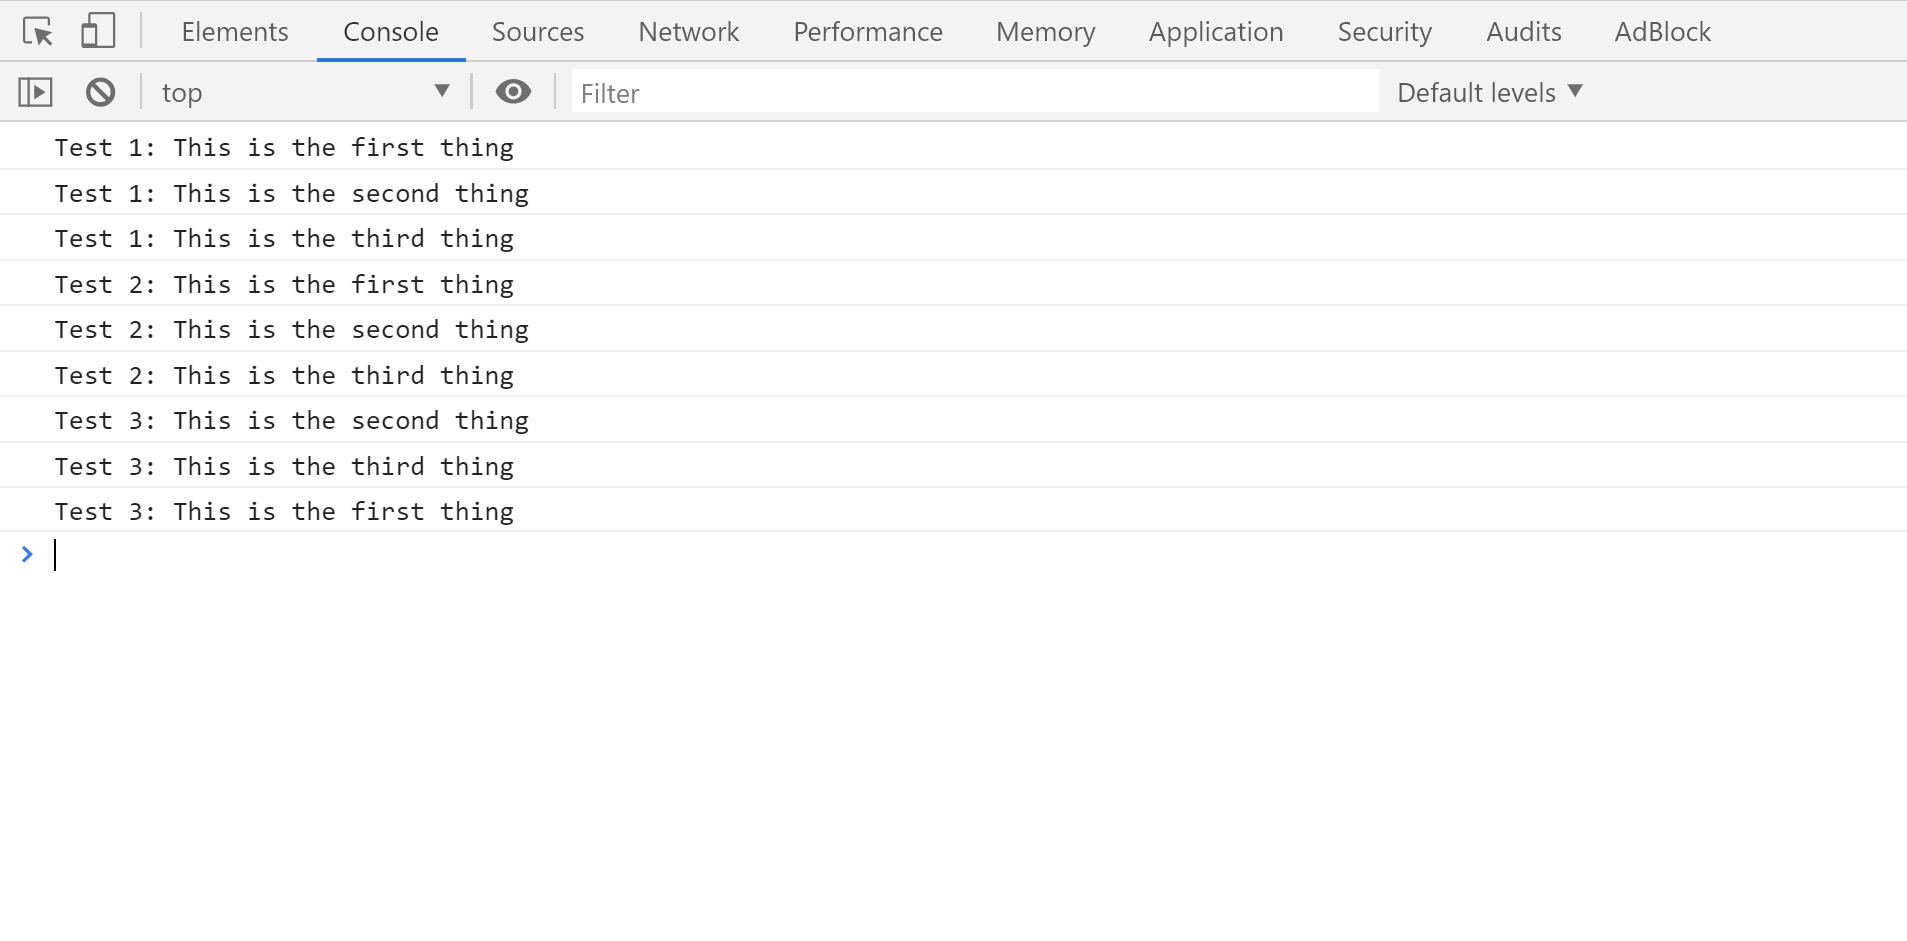 Elements Console Sources Network Performance Memory Application Security Audits AdBlock
top Filter Default levels
Test 1: This is the first thing
Test 1: This is the second thing
Test 1: This is the third thing
Test 2: This is the first thing
Test 2: This is the second thing
Test 2: This is the third thing
Test 3: This is the second thing
Test 3: This is the third thing
Test 3: This is the first thing